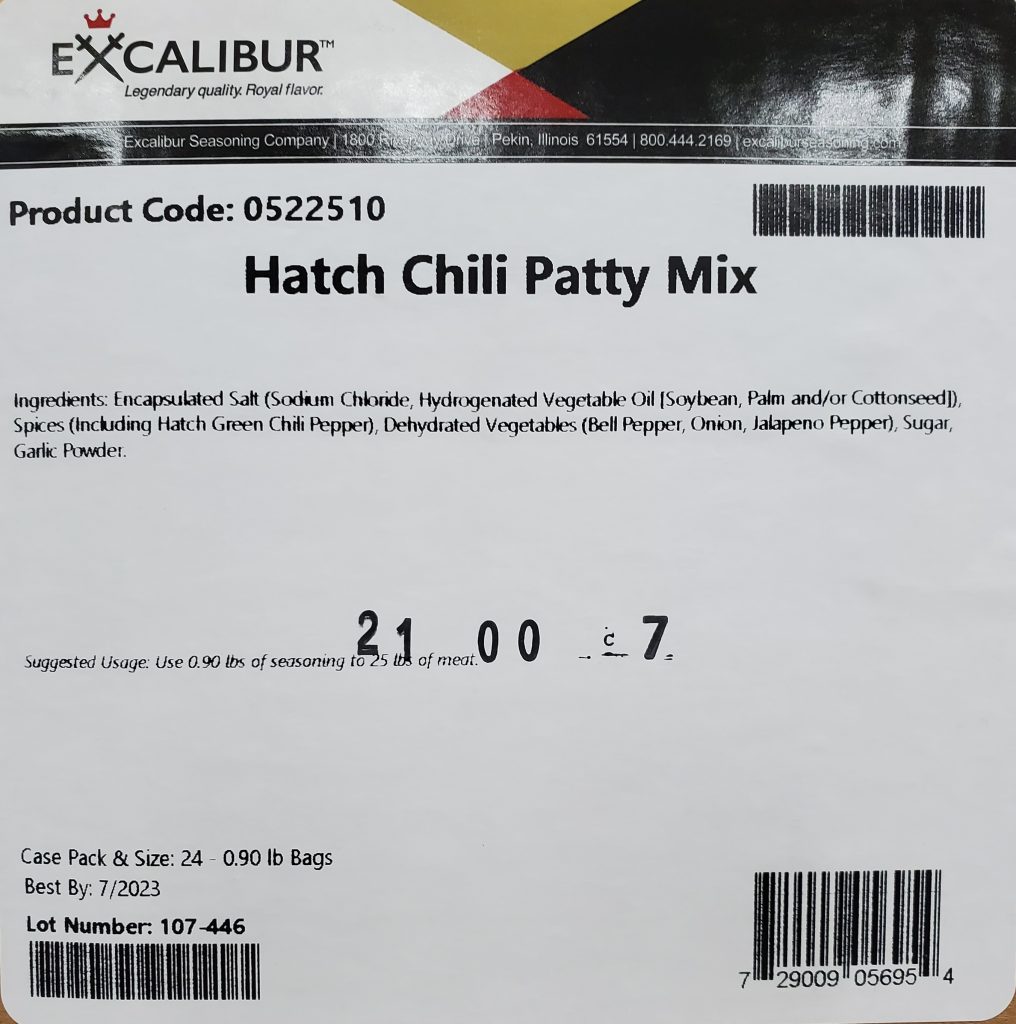 EXCALIBUR™
Legendary quality. Royal flavor.
Excalibur Seasoning Company | 1800 Drive | Pekin, Illinois 61554 | 800.444.2169 | excaliburseasoning.com
Product Code: 0522510
Hatch Chili Patty Mix
Ingredients: Encapsulated Salt (Sodium Chloride, Hydrogenated Vegetable Oil [Soybean, Palm and/or Cottonseed]),
Spices (Including Hatch Green Chili Pepper), Dehydrated Vegetables (Bell Pepper, Onion, Jalapeno Pepper), Sugar,
Garlic Powder.
21 00 7
Suggested Usage: Use 0.90 lbs of seasoning to 25 lbs of meat.
Case Pack & Size: 24 - 0.90 lb Bags
Best By: 7/2023
Lot Number: 107-446
7 29009 05695 4